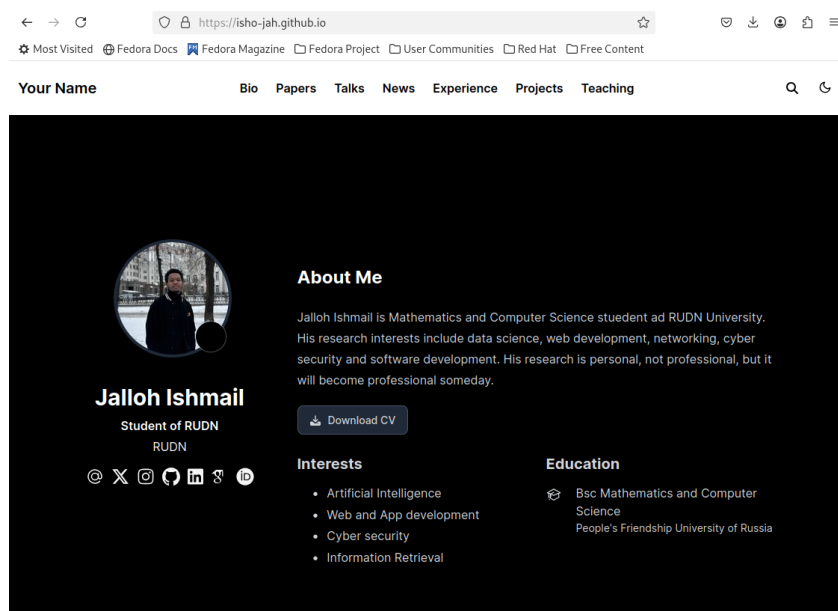 https://isho-jah.github.io
Most Visited Fedora Docs Fedora Magazine Fedora Project User Communities Red Hat Free Content
Your Name Bio Papers Talks News Experience Projects Teaching
About Me
Jalloh Ishmail is Mathematics and Computer Science stuedent ad RUDN University.
His research interests include data science, web development, networking, cyber
security and software development. His research is personal, not professional, but it
will become professional someday.
Download CV
Jalloh Ishmail
Student of RUDN
RUDN
Interests
Artificial Intelligence
Web and App development
Cyber security
Information Retrieval
Education
Bsc Mathematics and Computer
Science
People's Friendship University of Russia